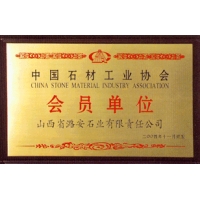 中国石材工业协会
CHINA STONE MATERIAL INDUSTRY ASSOCIATION
会员单位
山西省潞安石业有限责任公司